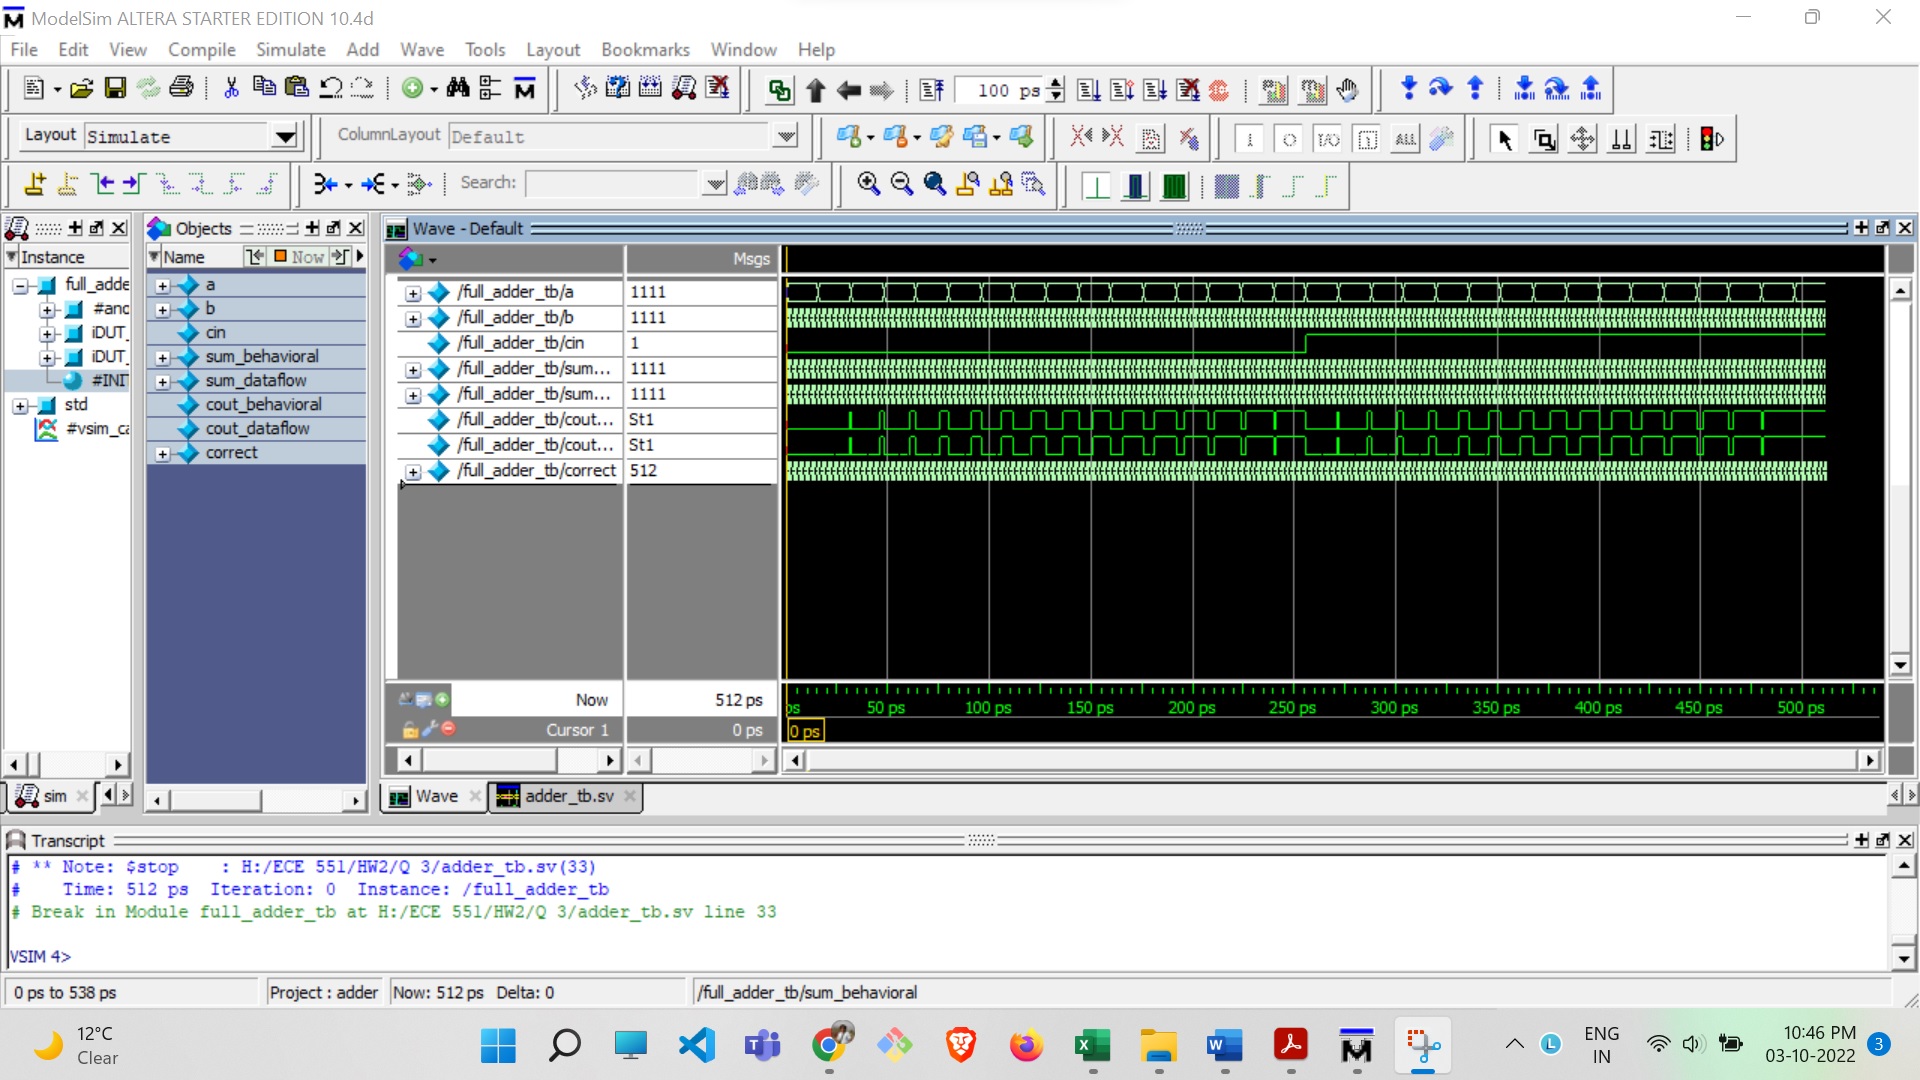 ModelSim ALTERA STARTER EDITION 10.4d
File Edit View Compile Simulate Add Wave Tools Layout Bookmarks Window Help
100 ps
Layout Simulate ColumnLayout Default
ALL
Search:
Objects
Wave - Default
Instance
Name
Now
Msgs
full_adde
#and
iDUT_
iDUT_
#INIT
std
#vsim_ca
a
b
cin
sum_behavioral
sum_dataflow
cout_behavioral
cout_dataflow
correct
/full_adder_tb/a 1111
/full_adder_tb/b 1111
/full_adder_tb/cin 1
/full_adder_tb/sum... 1111
/full_adder_tb/sum... 1111
/full_adder_tb/cout... St1
/full_adder_tb/cout... St1
/full_adder_tb/correct 512
Now 512 ps
ps 50 ps 100 ps 150 ps 200 ps 250 ps 300 ps 350 ps 400 ps 450 ps 500 ps
Cursor 1 0 ps 0 ps
sim
Wave adder_tb.sv
Transcript
# ** Note: $stop : H:/ECE 551/HW2/Q 3/adder_tb.sv(33)
# Time: 512 ps Iteration: 0 Instance: /full_adder_tb
# Break in Module full_adder_tb at H:/ECE 551/HW2/Q 3/adder_tb.sv line 33
VSIM 4>
0 ps to 538 ps Project : adder Now: 512 ps Delta: 0 /full_adder_tb/sum_behavioral
12°C
Clear
ENG
IN
10:46 PM
03-10-2022
3